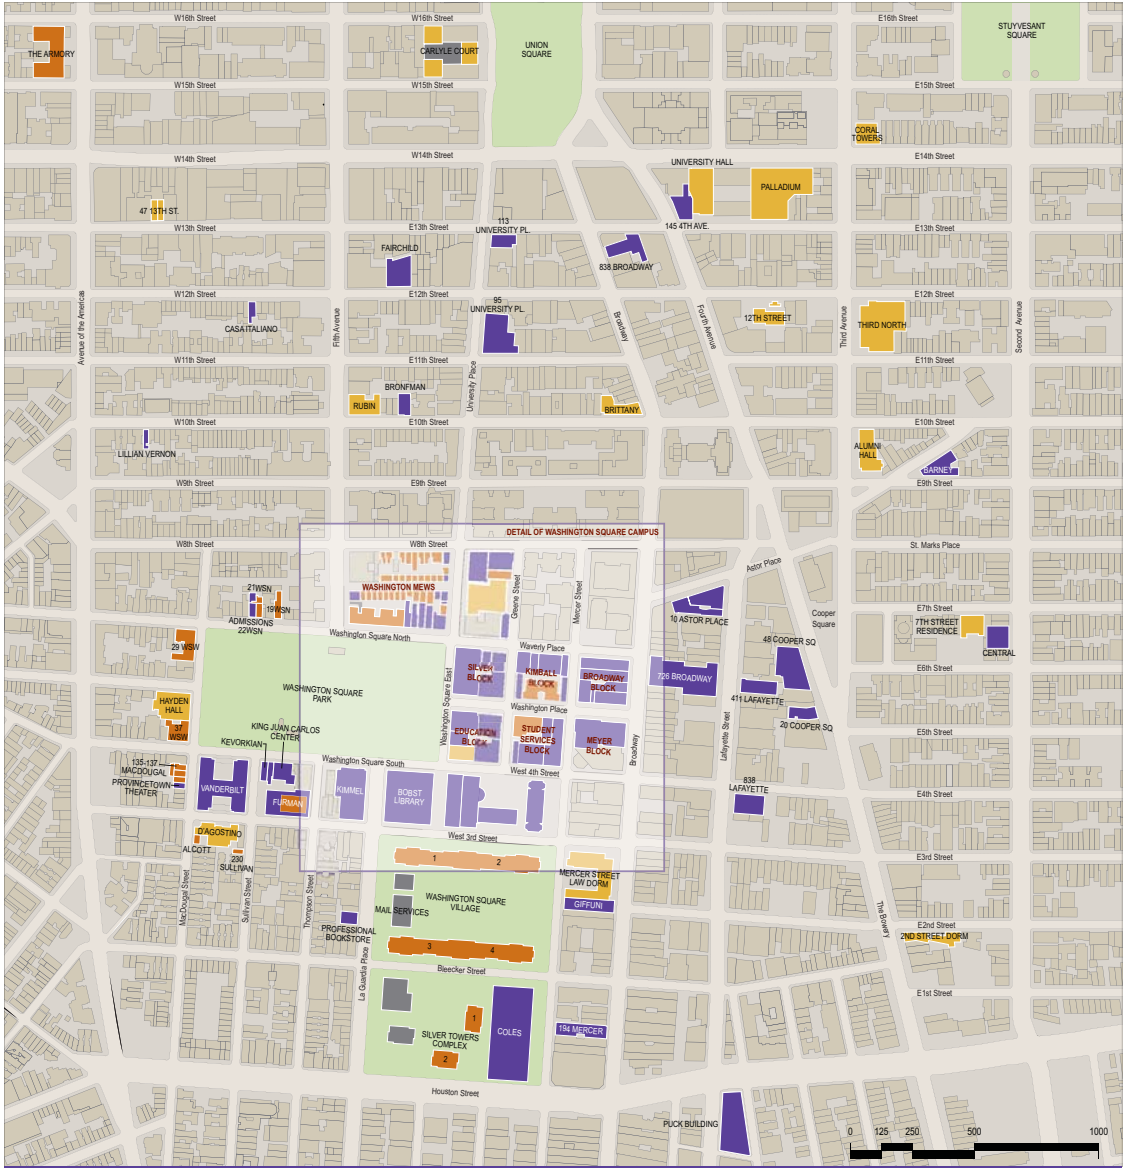 W16th Street
W16th Street
E16th Street
STUYVESANT
SQUARE
THE ARMORY
CARLYLE COURT
UNION
SQUARE
W15th Street
W15th Street
E15th Street
CORAL
TOWERS
W14th Street
W14th Street
E14th Street
UNIVERSITY HALL
PALLADIUM
47 13TH ST.
113
UNIVERSITY PL.
145 4TH AVE.
W13th Street
E13th Street
E13th Street
FAIRCHILD
838 BROADWAY
W12th Street
E12th Street
E12th Street
95
UNIVERSITY PL.
Avenue of the Americas
Fifth Avenue
CASA ITALIANO
Broadway
Fourth Avenue
12TH STREET
Third Avenue
THIRD NORTH
Second Avenue
W11th Street
E11th Street
E11th Street
University Place
BRONFMAN
RUBIN
BRITTANY
W10th Street
E10th Street
E10th Street
LILLIAN VERNON
ALUMNI
HALL
BARNEY
W9th Street
E9th Street
E9th Street
DETAIL OF WASHINGTON SQUARE CAMPUS
W8th Street
W8th Street
St. Marks Place
Astor Place
WASHINGTON MEWS
Greene Street
Mercer Street
21WSN
19WSN
ADMISSIONS
22WSN
10 ASTOR PLACE
Cooper
Square
E7th Street
7TH STREET
RESIDENCE
CENTRAL
Washington Square North
Waverly Place
29 WSW
48 COOPER SQ
E6th Street
SILVER
BLOCK
KIMBALL
BLOCK
BROADWAY
BLOCK
726 BROADWAY
WASHINGTON SQUARE
PARK
Washington Square East
411 LAFAYETTE
HAYDEN
HALL
Washington Place
20 COOPER SQ
37
WSW
KING JUAN CARLOS
CENTER
EDUCATION
BLOCK
STUDENT
SERVICES
BLOCK
MEYER
BLOCK
Broadway
Lafayette Street
E5th Street
KEVORKIAN
Washington Square South
West 4th Street
135-137
MACDOUGAL
PROVINCETOWN
THEATER
VANDERBILT
FURMAN
KIMMEL
BOBST
LIBRARY
838
LAFAYETTE
E4th Street
D'AGOSTINO
West 3rd Street
ALCOTT
230
SULLIVAN
1
2
E3rd Street
MERCER STREET
LAW DORM
MacDougal Street
Sullivan Street
Thompson Street
WASHINGTON SQUARE
VILLAGE
MAIL SERVICES
GIFFUNI
The Bowery
PROFESSIONAL
BOOKSTORE
E2nd Street
2ND STREET DORM
3
4
La Guardia Place
Bleecker Street
E1st Street
1
SILVER TOWERS
COMPLEX
COLES
194 MERCER
2
Houston Street
PUCK BUILDING
0 125 250 500 1000